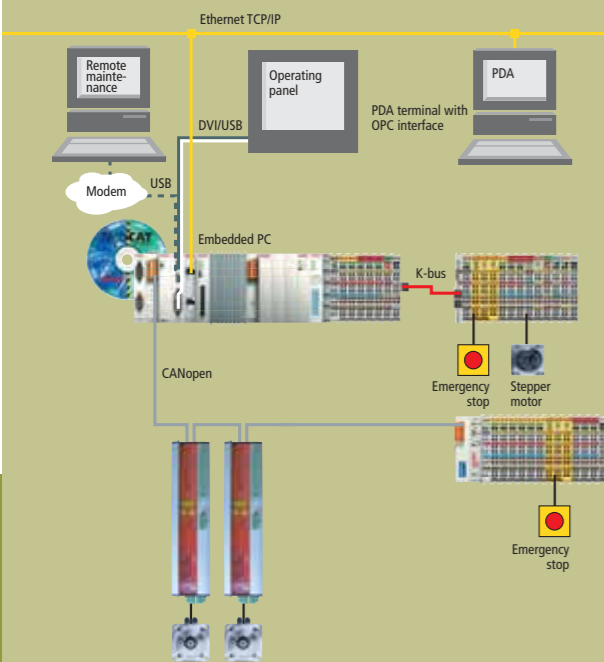 Ethernet TCP/IP
Remote
mainte-
nance
Operating
panel
PDA
PDA terminal with
OPC interface
DVI/USB
Modem
USB
Embedded PC
K-bus
CANopen
Emergency
stop
Stepper
motor
Emergency
stop